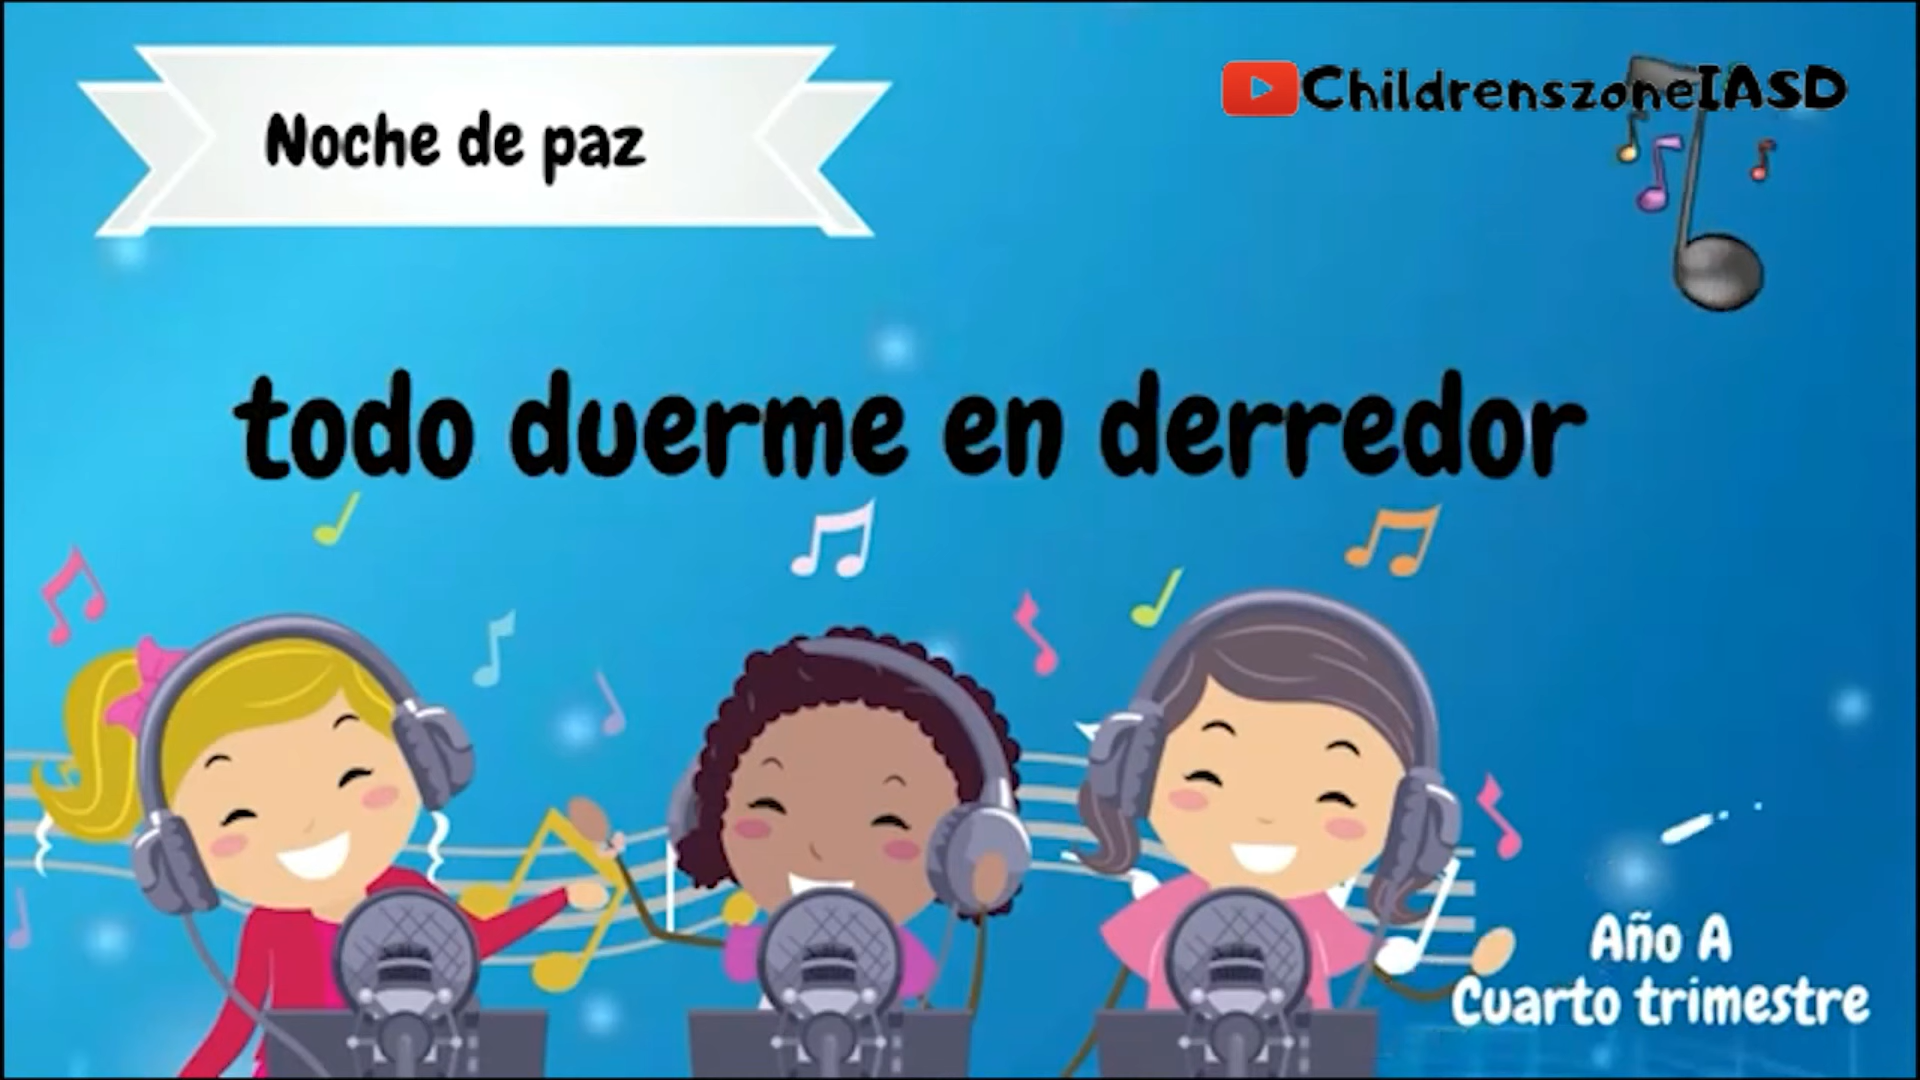 Noche de paz
ChildrenszoneIASD
todo duerme en derredor
Año A
Cuarto trimestre